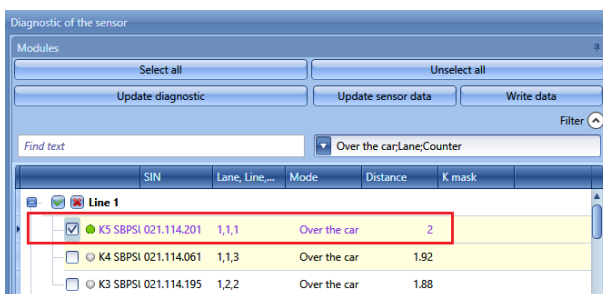 Diagnostic of the sensor
Modules
Select all Unselect all
Update diagnostic Update sensor data Write data
Filter
Find text Over the car;Lane;Counter
SIN Lane, Line,... Mode Distance K mask
Line 1
K5 SBPSI 021.114.201 1,1,1 Over the car 2
K4 SBPSI 021.114.061 1,1,3 Over the car 1.92
K3 SBPSI 021.114.195 1,2,2 Over the car 1.88